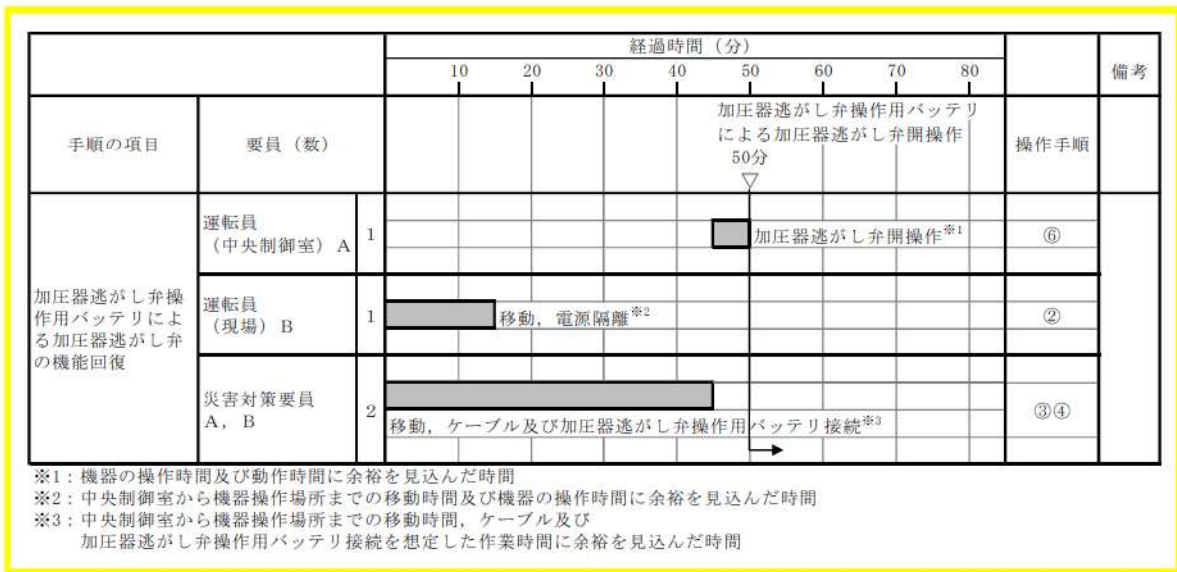 経過時間（分）
10 20 30 40 50 60 70 80
備考
手順の項目
要員（数）
加圧器逃がし弁操作用バッテリ
による加圧器逃がし弁開操作
50分
▽
操作手順
加圧器逃がし弁操
作用バッテリによ
る加圧器逃がし弁
の機能回復
運転員
（中央制御室）A
1
加圧器逃がし弁開操作※1
⑥
運転員
（現場）B
1
移動，電源隔離※2
②
災害対策要員
A，B
2
移動，ケーブル及び加圧器逃がし弁操作用バッテリ接続※3
③④
※1：機器の操作時間及び動作時間に余裕を見込んだ時間
※2：中央制御室から機器操作場所までの移動時間及び機器の操作時間に余裕を見込んだ時間
※3：中央制御室から機器操作場所までの移動時間，ケーブル及び
加圧器逃がし弁操作用バッテリ接続を想定した作業時間に余裕を見込んだ時間